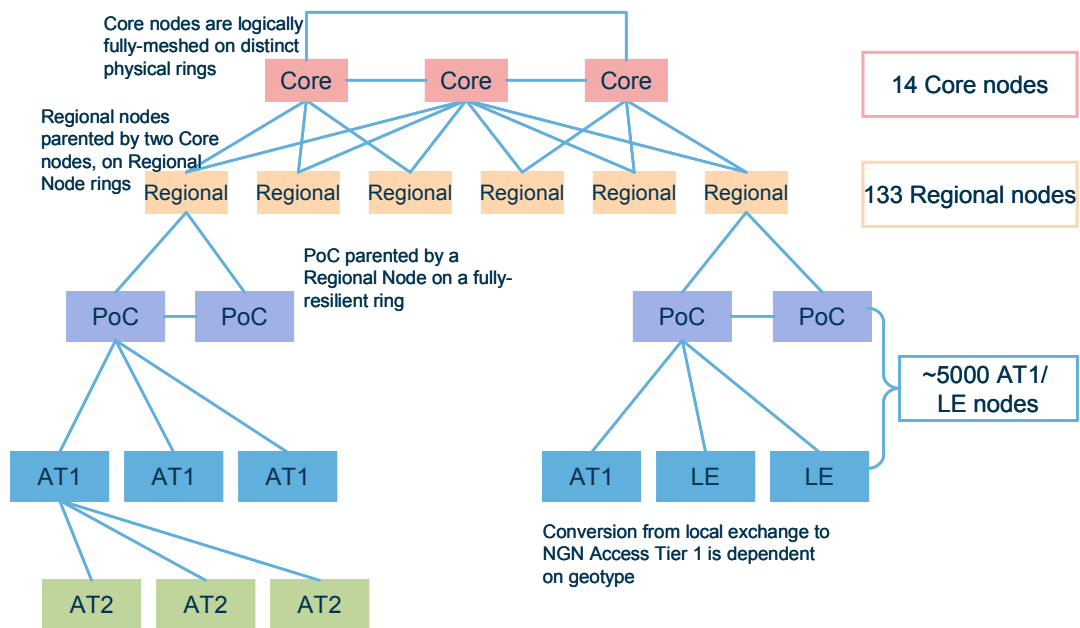 Core nodes are logically
fully-meshed on distinct
physical rings
Core
Core
Core
14 Core nodes
Regional nodes
parented by two Core
nodes, on Regional
Node rings
Regional
Regional
Regional
Regional
Regional
Regional
133 Regional nodes
PoC parented by a
Regional Node on a fully-
resilient ring
PoC
PoC
PoC
PoC
~5000 AT1/
LE nodes
AT1
AT1
AT1
AT1
LE
LE
Conversion from local exchange to
NGN Access Tier 1 is dependent
on geotype
AT2
AT2
AT2